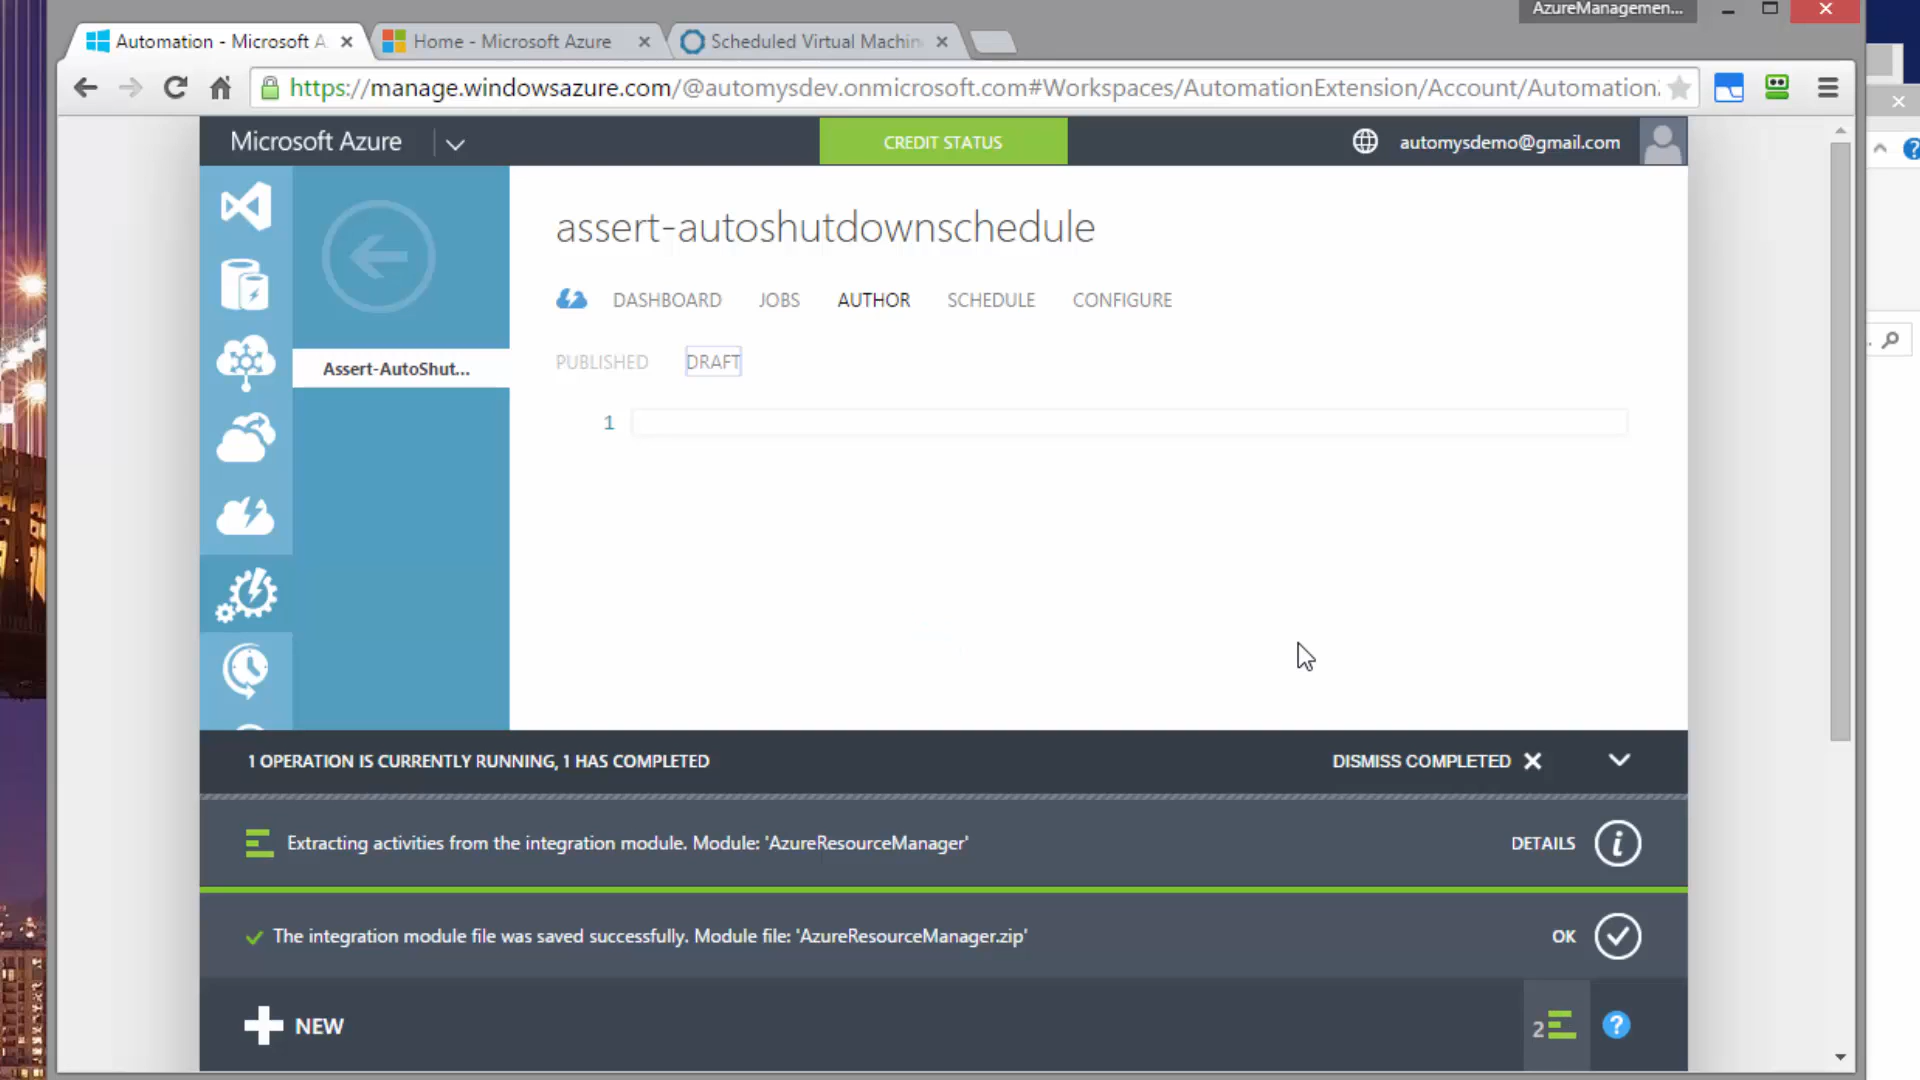 AzureManagemen...
Automation - Microsoft A
Home - Microsoft Azure
Scheduled Virtual Machin
https://manage.windowsazure.com/@automysdev.onmicrosoft.com#Workspaces/AutomationExtension/Account/Automation
Microsoft Azure
CREDIT STATUS
automysdemo@gmail.com
assert-autoshutdownschedule
DASHBOARD JOBS AUTHOR SCHEDULE CONFIGURE
Assert-AutoShut...
PUBLISHED DRAFT
1
1 OPERATION IS CURRENTLY RUNNING, 1 HAS COMPLETED
DISMISS COMPLETED
Extracting activities from the integration module. Module: 'AzureResourceManager'
DETAILS
The integration module file was saved successfully. Module file: 'AzureResourceManager.zip'
OK
NEW
2
?